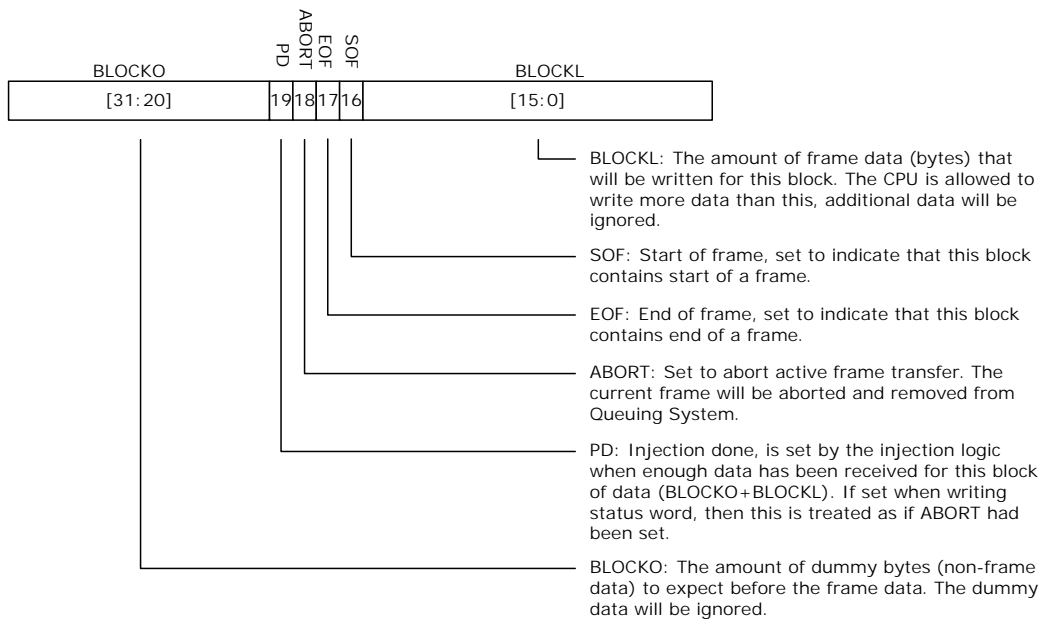 PD
ABORT
EOF
SOF
BLOCKO
BLOCKL
[31:20]
19
18
17
16
[15:0]
BLOCKL: The amount of frame data (bytes) that
will be written for this block. The CPU is allowed to
write more data than this, additional data will be
ignored.
SOF: Start of frame, set to indicate that this block
contains start of a frame.
EOF: End of frame, set to indicate that this block
contains end of a frame.
ABORT: Set to abort active frame transfer. The
current frame will be aborted and removed from
Queuing System.
PD: Injection done, is set by the injection logic
when enough data has been received for this block
of data (BLOCKO+BLOCKL). If set when writing
status word, then this is treated as if ABORT had
been set.
BLOCKO: The amount of dummy bytes (non-frame
data) to expect before the frame data. The dummy
data will be ignored.